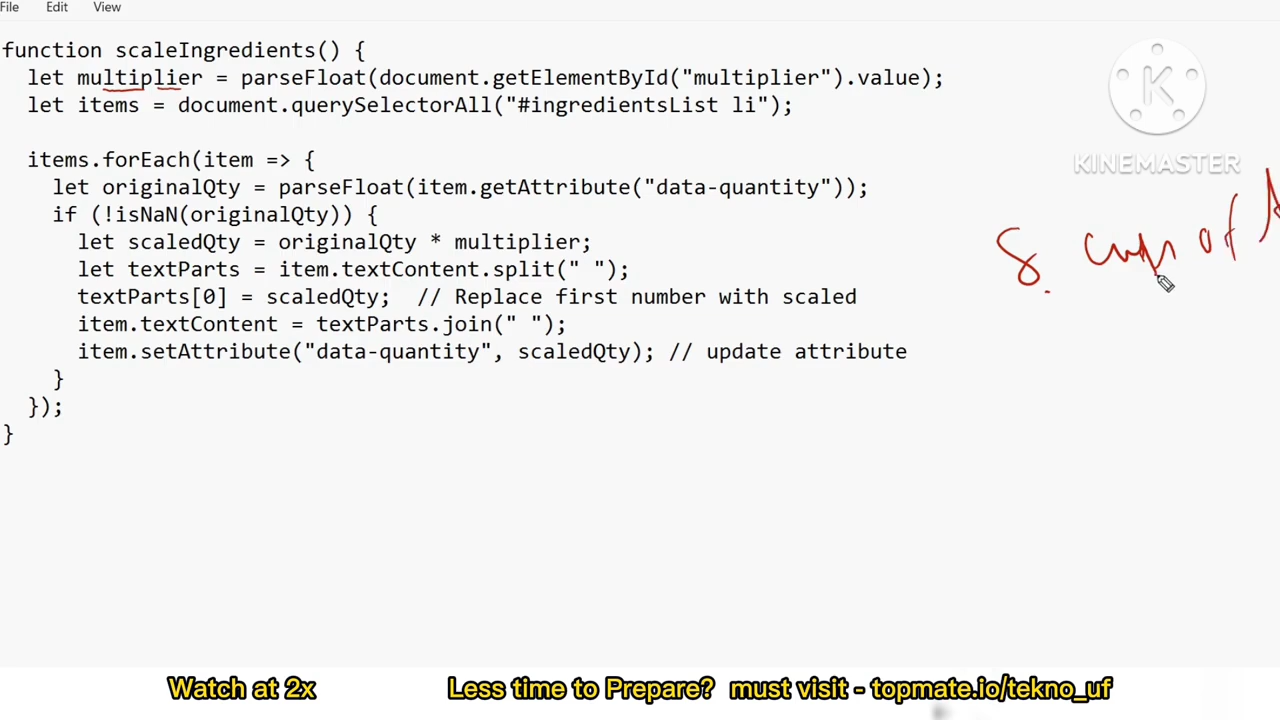 File Edit View
function scaleIngredients() {
let multiplier = parseFloat(document.getElementById("multiplier").value);
let items = document.querySelectorAll("#ingredientsList li");
KINEMASTER
items.forEach(item => {
let originalQty = parseFloat(item.getAttribute("data-quantity"));
if (!isNaN(originalQty)) {
let scaledQty = originalQty * multiplier;
8 cups of
let textParts = item.textContent.split(" ");
textParts[0] = scaledQty; // Replace first number with scaled
item.textContent = textParts.join(" ");
item.setAttribute("data-quantity", scaledQty); // update attribute
}
});
}
Watch at 2x Less time to Prepare? must visit - topmate.io/tekno_uf